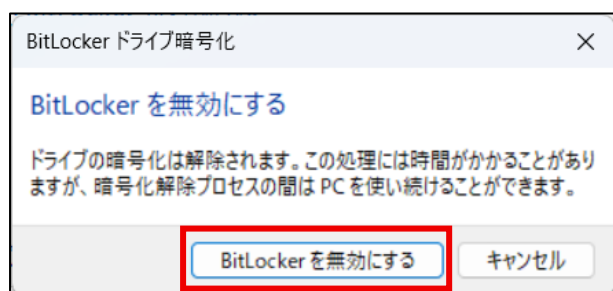 BitLocker ドライブ暗号化
BitLocker を無効にする
ドライブの暗号化は解除されます。この処理には時間がかかることがあり
ますが、暗号化解除プロセスの間は PC を使い続けることができます。
BitLocker を無効にする
キャンセル